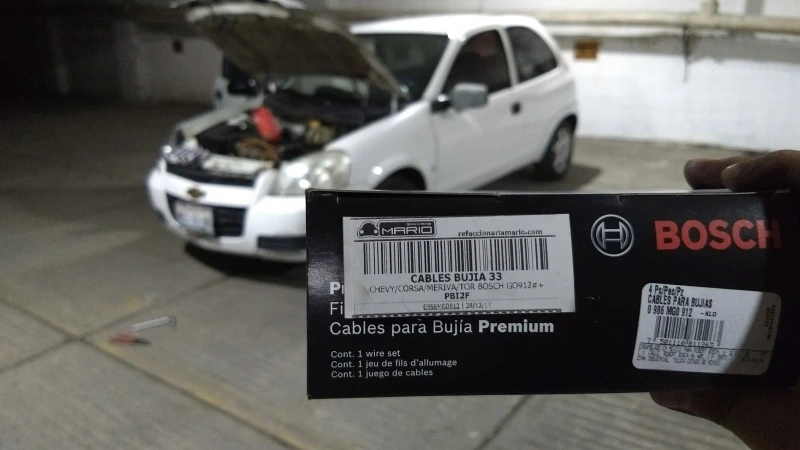 MARIO
refaccionariamario.com
CABLES BUJIA 33
CHEVY/CORSA/MERIVA/TOR BOSCH GO912#+
PBI2F
BOSCH
Cables para Bujía Premium
Cont. 1 wire set
Cont. 1 jeu de fils d'allumage
Cont. 1 juego de cables
4 Pz/Pcs/Pz
CABLES PARA BUJIAS
0 986 MG0 912 -KLD